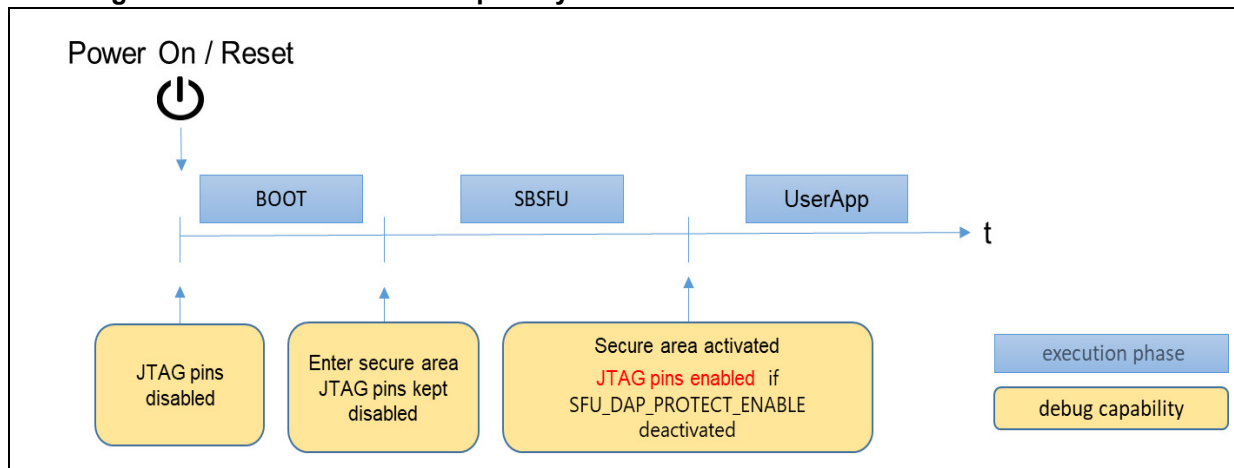 Power On / Reset
BOOT
SBSFU
UserApp
t
JTAG pins
disabled
Enter secure area
JTAG pins kept
disabled
Secure area activated
JTAG pins enabled if
SFU_DAP_PROTECT_ENABLE
deactivated
execution phase
debug capability